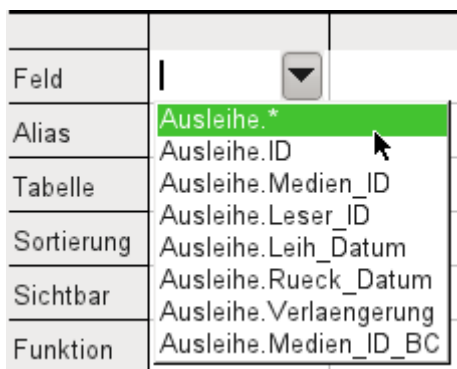 Feld
Alias
Tabelle
Sortierung
Sichtbar
Funktion
Ausleihe.*
Ausleihe.ID
Ausleihe.Medien_ID
Ausleihe.Leser_ID
Ausleihe.Leih_Datum
Ausleihe.Rueck_Datum
Ausleihe.Verlaengerung
Ausleihe.Medien_ID_BC